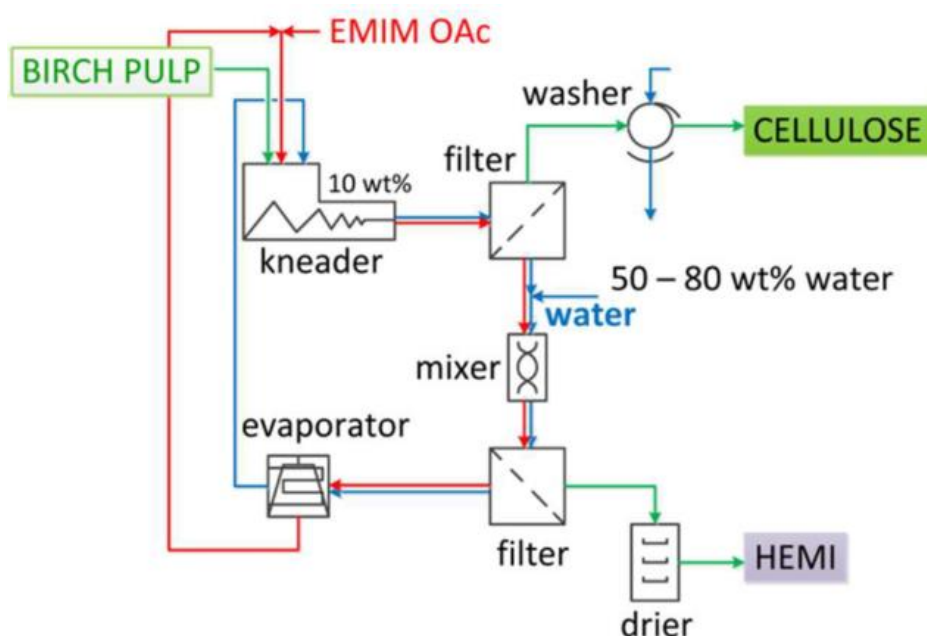 EMIM OAc
BIRCH PULP
washer
CELLULOSE
filter
10 wt%
kneader
50 – 80 wt% water
water
mixer
evaporator
filter
HEMI
drier